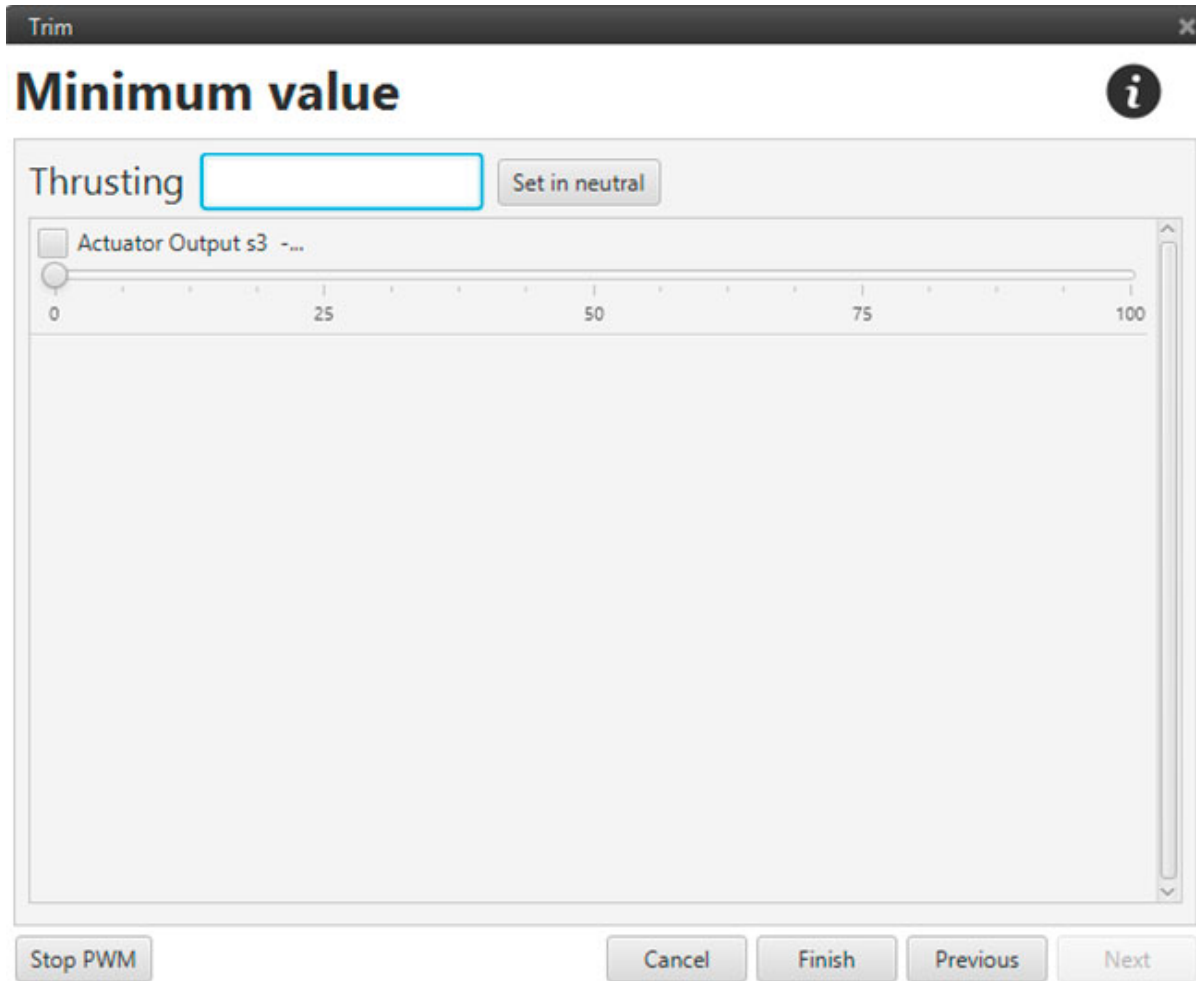 Trim
Minimum value
i
Thrusting
Set in neutral
Actuator Output s3 -...
0 25 50 75 100
Stop PWM Cancel Finish Previous Next